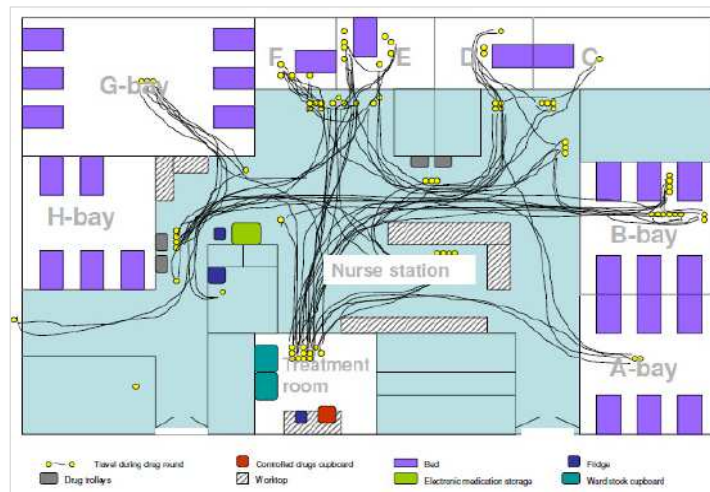 F
E
D
C
G-bay
H-bay
B-bay
Nurse station
Treatment
room
A-bay
Travel during drug round
Controlled drugs cupboard
Bed
Fridge
Drug trolleys
Worktop
Electronic medication storage
Ward stock cupboard